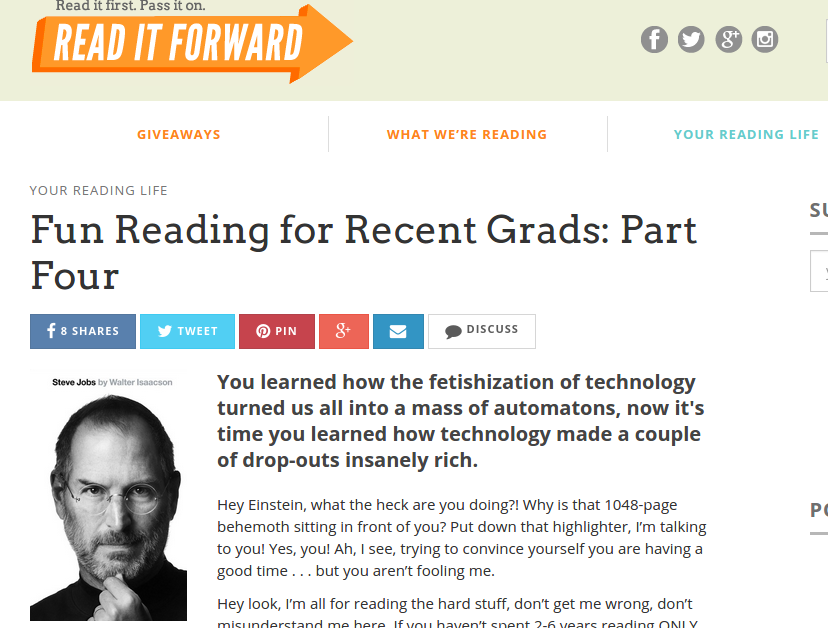 Read it first. Pass it on.
READ IT FORWARD
GIVEAWAYS
WHAT WE'RE READING
YOUR READING LIFE
YOUR READING LIFE
Fun Reading for Recent Grads: Part
Four
8 SHARES
TWEET
PIN
g+
DISCUSS
Steve Jobs by Walter Isaacson
You learned how the fetishization of technology
turned us all into a mass of automatons, now it's
time you learned how technology made a couple
of drop-outs insanely rich.
Hey Einstein, what the heck are you doing?! Why is that 1048-page
behemoth sitting in front of you? Put down that highlighter, I'm talking
to you! Yes, you! Ah, I see, trying to convince yourself you are having a
good time . . . but you aren't fooling me.
Hey look, I'm all for reading the hard stuff, don't get me wrong, don't
misunderstand me here. If you haven't spent 2-6 years reading ONLY